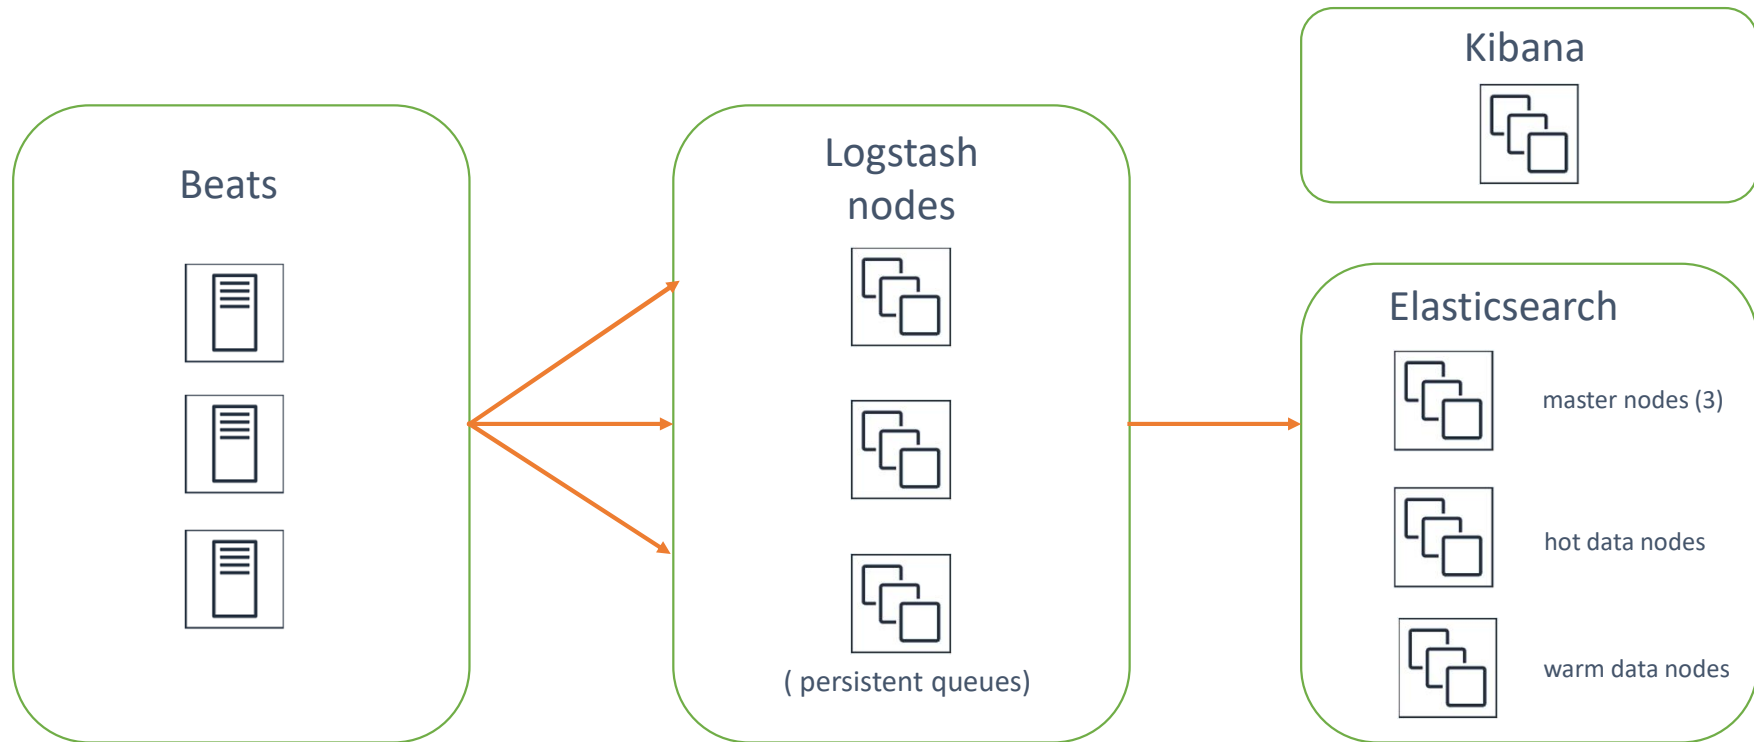 Beats
Logstash
nodes
( persistent queues)
Kibana
Elasticsearch
master nodes (3)
hot data nodes
warm data nodes